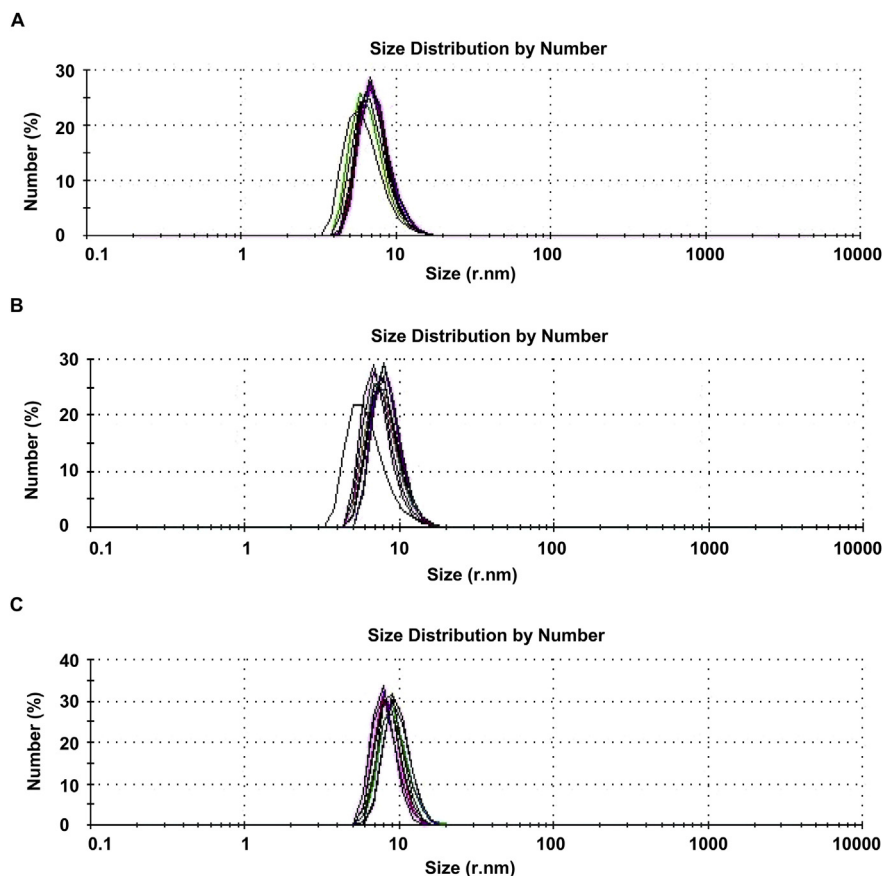 A
Size Distribution by Number
30
20
10
0
Number (%)
0.1 1 10 100 1000 10000
Size (r.nm)
B
Size Distribution by Number
30
20
10
0
Number (%)
0.1 1 10 100 1000 10000
Size (r.nm)
C
Size Distribution by Number
40
30
20
10
0
Number (%)
0.1 1 10 100 1000 10000
Size (r.nm)